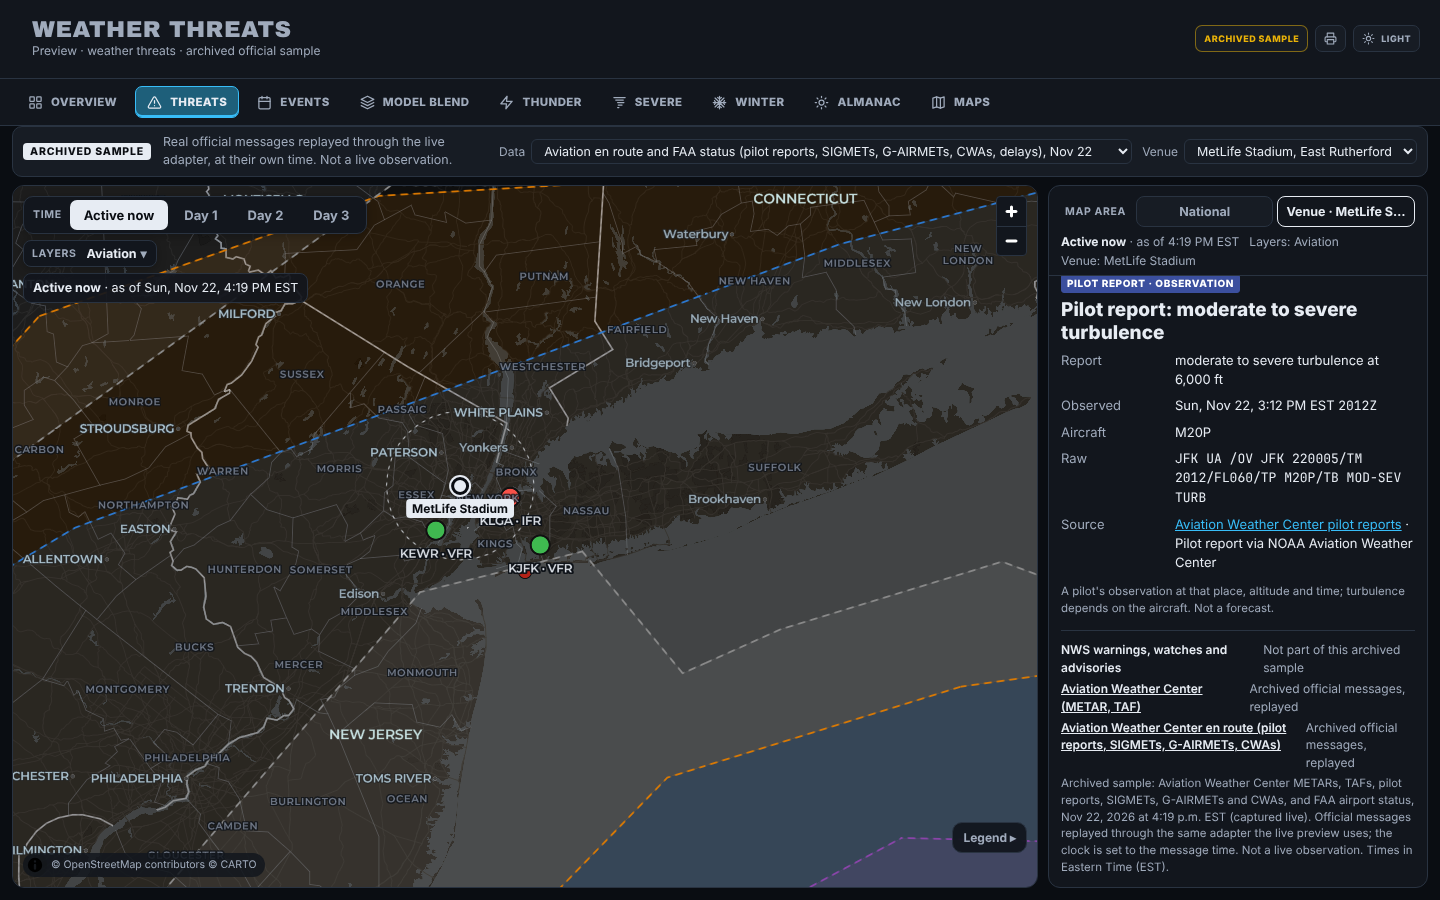 WEATHER THREATS
Preview · weather threats · archived official sample
ARCHIVED SAMPLE
LIGHT
OVERVIEW
THREATS
EVENTS
MODEL BLEND
THUNDER
SEVERE
WINTER
ALMANAC
MAPS
ARCHIVED SAMPLE
Real official messages replayed through the live
adapter, at their own time. Not a live observation.
Data
Aviation en route and FAA status (pilot reports, SIGMETs, G-AIRMETs, CWAs, delays), Nov 22
Venue
MetLife Stadium, East Rutherford
TIME
Active now
Day 1
Day 2
Day 3
LAYERS Aviation ▾
Active now · as of Sun, Nov 22, 4:19 PM EST
CONNECTICUT
Waterbury
NEW
LONDON
MIDDLESEX
PUTNAM
NEW HAVEN
ORANGE
New London
MILFORD
New Haven
FAIRFIELD
Bridgeport
WESTCHESTER
SUSSEX
MONROE
PASSAIC
WHITE PLAINS
STROUDSBURG
CARBON
PATERSON
Yonkers
WARREN
MORRIS
BRONX
SUFFOLK
ESSEX
NEW YORK
Brookhaven
NORTHAMPTON
MetLife Stadium
NASSAU
KLGA · IFR
EASTON
KINGS
KEWR · VFR
ALLENTOWN
HUNTERDON
SOMERSET
KJFK · VFR
Edison
MIDDLESEX
BUCKS
MERCER
MONMOUTH
MONTGOMERY
TRENTON
NEW JERSEY
PHILADELPHIA
CHESTER
PHILADELPHIA
TOMS RIVER
BURLINGTON
OCEAN
CAMDEN
LMINGTON
Legend ▸
© OpenStreetMap contributors © CARTO
MAP AREA
National
Venue · MetLife S...
Active now · as of 4:19 PM EST Layers: Aviation
Venue: MetLife Stadium
PILOT REPORT · OBSERVATION
Pilot report: moderate to severe
turbulence
Report
moderate to severe turbulence at
6,000 ft
Observed
Sun, Nov 22, 3:12 PM EST 2012Z
Aircraft
M20P
Raw
JFK UA /OV JFK 220005/TM
2012/FL060/TP M20P/TB MOD-SEV
TURB
Source
Aviation Weather Center pilot reports ·
Pilot report via NOAA Aviation Weather
Center
A pilot's observation at that place, altitude and time; turbulence
depends on the aircraft. Not a forecast.
NWS warnings, watches and
advisories
Not part of this archived
sample
Aviation Weather Center
(METAR, TAF)
Archived official messages,
replayed
Aviation Weather Center en route (pilot
reports, SIGMETs, G-AIRMETs, CWAs)
Archived official
messages,
replayed
Archived sample: Aviation Weather Center METARs, TAFs, pilot
reports, SIGMETs, G-AIRMETs and CWAs, and FAA airport status,
Nov 22, 2026 at 4:19 p.m. EST (captured live). Official messages
replayed through the same adapter the live preview uses; the
clock is set to the message time. Not a live observation. Times in
Eastern Time (EST).